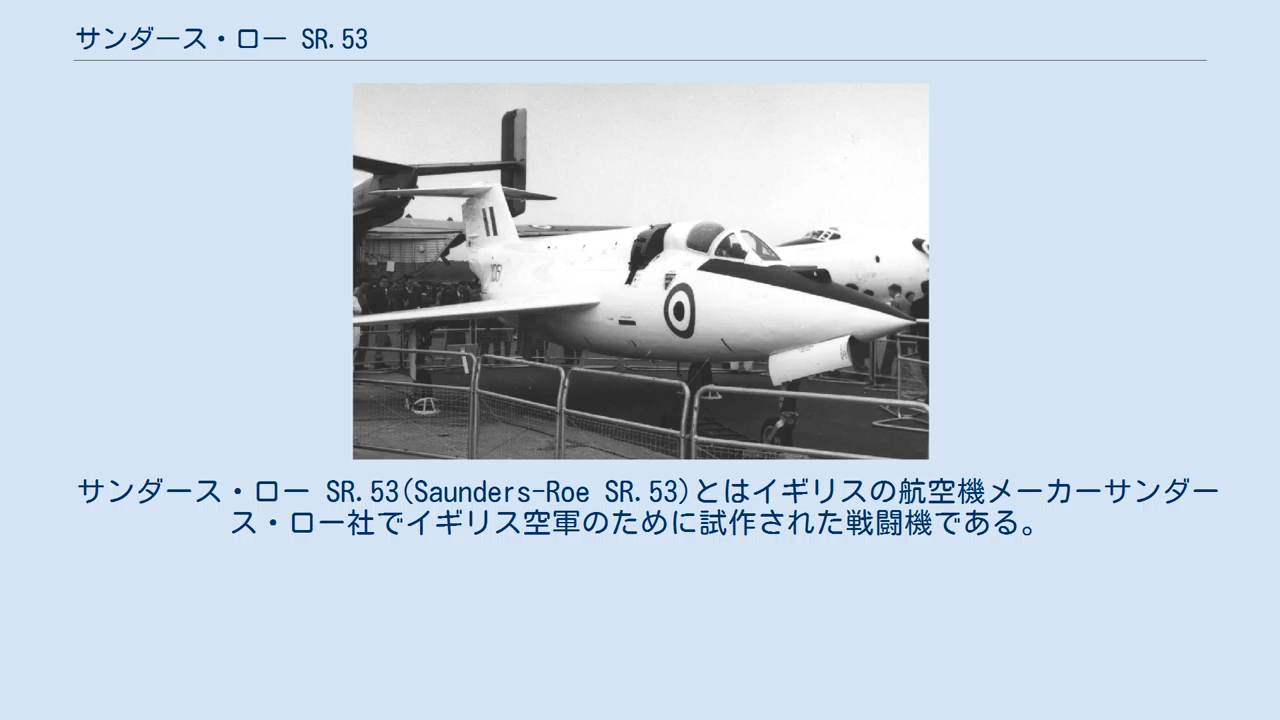 サンダース・ロー SR.53
サンダース・ロー SR.53(Saunders-Roe SR.53)とはイギリスの航空機メーカーサンダー
ス・ロー社でイギリス空軍のために試作された戦闘機である。